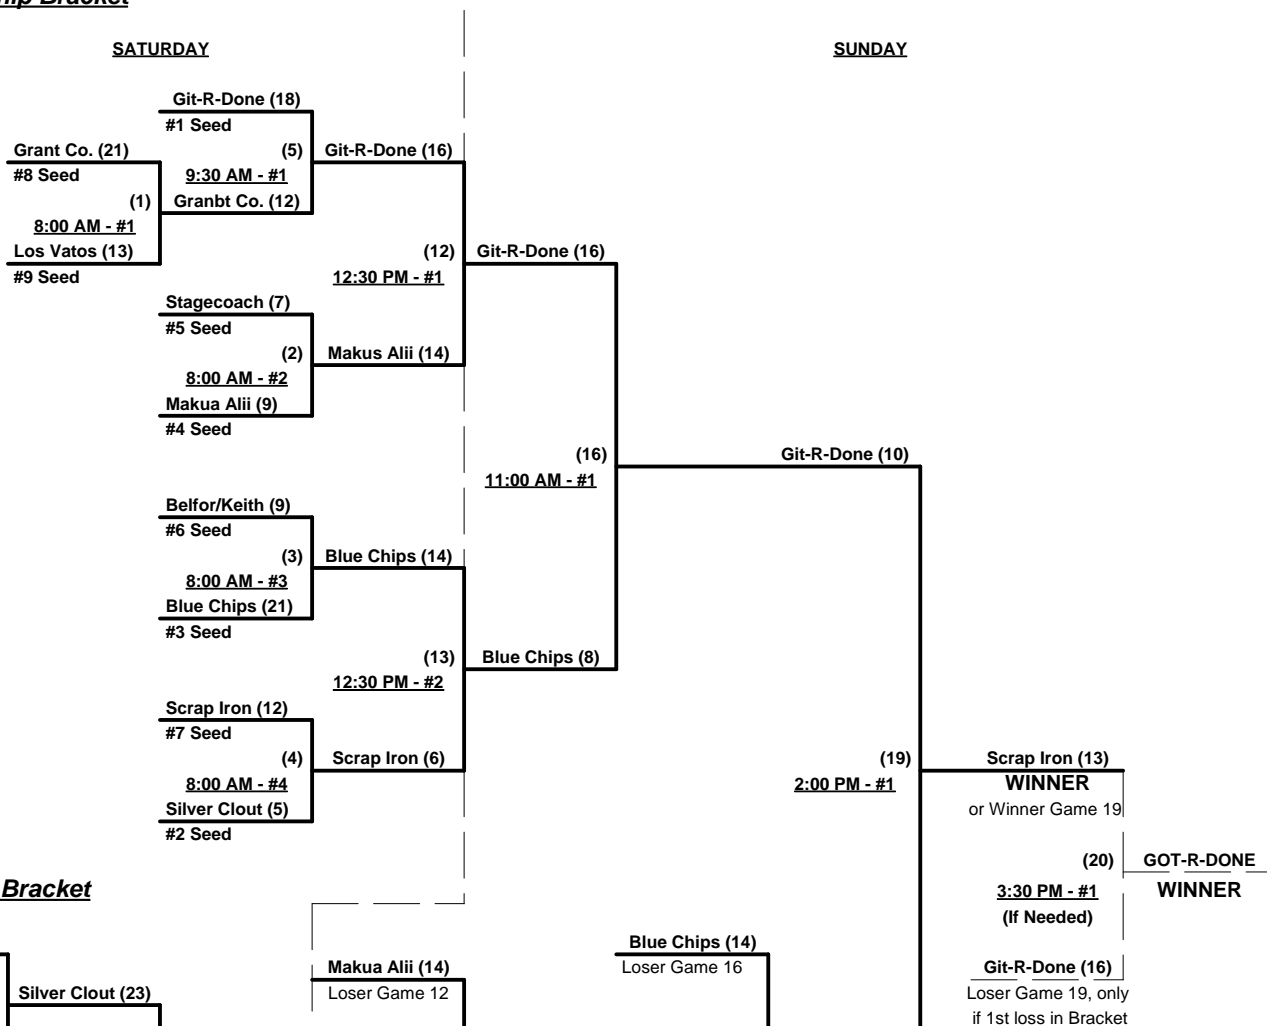 hip Bracket
SATURDAY
SUNDAY
Git-R-Done (18)
#1 Seed
Grant Co. (21)
(5)
Git-R-Done (16)
#8 Seed
9:30 AM - #1
(1)
Granbt Co. (12)
8:00 AM - #1
Los Vatos (13)
(12)
Git-R-Done (16)
#9 Seed
12:30 PM - #1
Stagecoach (7)
#5 Seed
(2)
Makus Alii (14)
8:00 AM - #2
Makua Alii (9)
#4 Seed
(16)
Git-R-Done (10)
11:00 AM - #1
Belfor/Keith (9)
#6 Seed
(3)
Blue Chips (14)
8:00 AM - #3
Blue Chips (21)
#3 Seed
(13)
Blue Chips (8)
12:30 PM - #2
Scrap Iron (12)
#7 Seed
(4)
Scrap Iron (6)
(19)
Scrap Iron (13)
8:00 AM - #4
2:00 PM - #1
WINNER
Silver Clout (5)
or Winner Game 19
#2 Seed
(20)
GOT-R-DONE
Bracket
3:30 PM - #1
WINNER
(If Needed)
Blue Chips (14)
Makua Alii (14)
Loser Game 16
Git-R-Done (16)
Silver Clout (23)
Loser Game 12
Loser Game 19, only
if 1st loss in Bracket